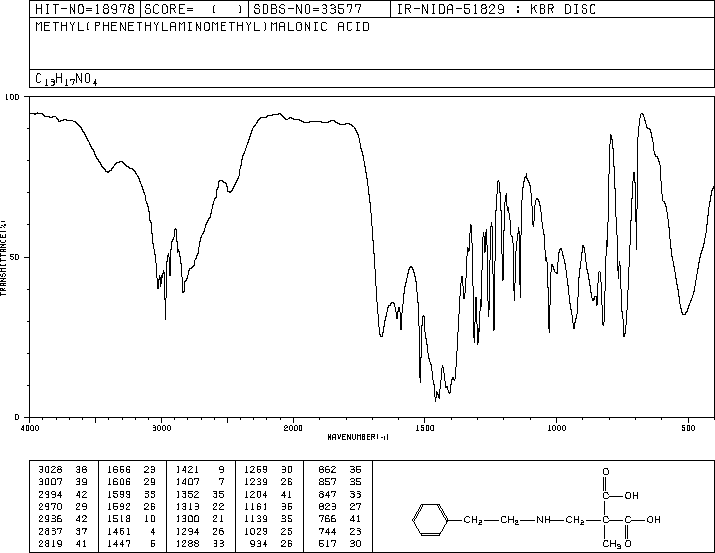 HIT-NO=18978 SCORE= ( ) SDBS-NO=33577 IR-NIDA-51829 : KBR DISC
METHYL(PHENETHYLAMINOMETHYL)MALONIC ACID
C13H17NO4
100
50
0
TRANSMITTANCE(%)
4000 3000 2000 1500 1000 500
WAVENUMBER(-1)
3028 38 1656 23 1421 9 1259 30 862 35
3007 39 1606 29 1407 7 1239 26 857 35
2994 42 1599 35 1352 35 1204 41 847 33
2970 29 1592 26 1313 22 1161 36 823 27
2936 42 1518 10 1300 21 1139 35 766 41
2857 37 1461 4 1294 26 1029 25 744 23
2819 41 1447 5 1288 33 934 26 517 30
O
C OH
CH2 CH2 NH CH2 C C OH
CH3 O